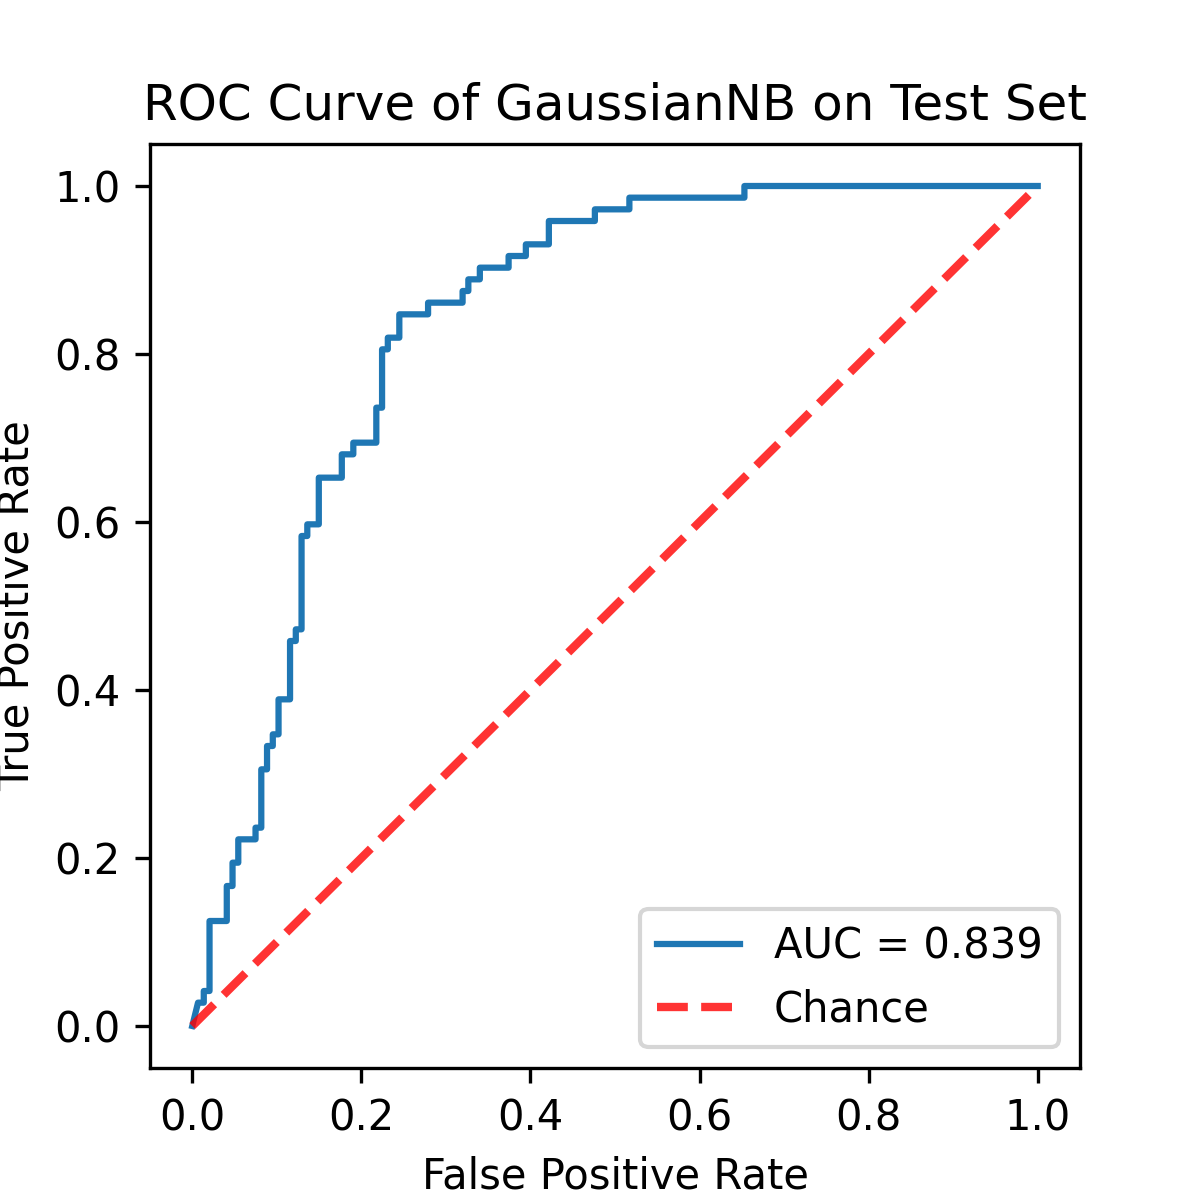 ROC Curve of GaussianNB on Test Set
1.0
0.8
0.6
0.4
0.2
0.0
True Positive Rate
AUC = 0.839
Chance
0.0 0.2 0.4 0.6 0.8 1.0
False Positive Rate